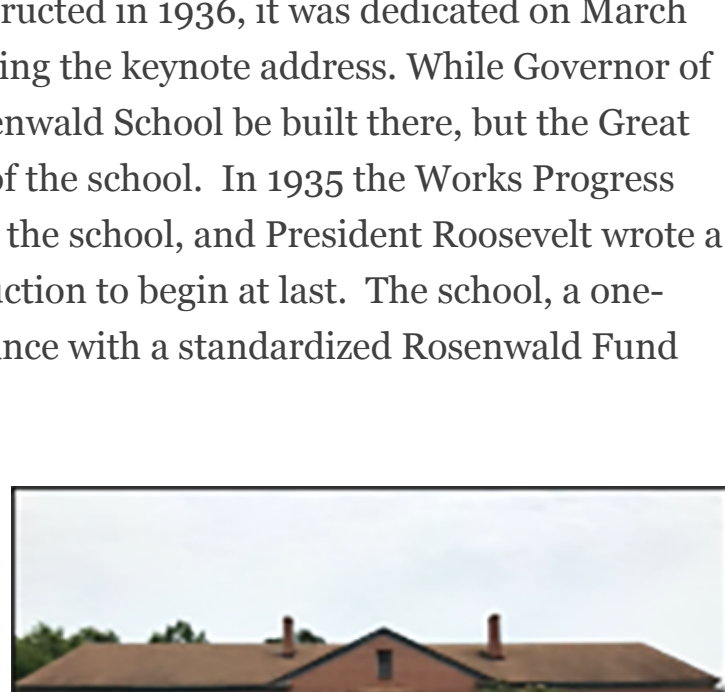 ructed in 1936, it was dedicated on March
ing the keynote address. While Governor of
enwald School be built there, but the Great
of the school.  In 1935 the Works Progress
the school, and President Roosevelt wrote a
uction to begin at last.  The school, a one-
ance with a standardized Rosenwald Fund